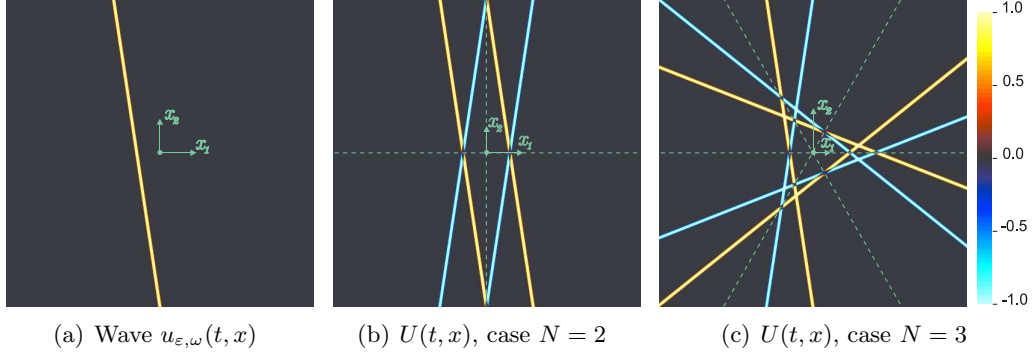 x₂
x₁
x₂
x₁
x₂
x₁
1.0
0.5
0.0
-0.5
-1.0
(a) Wave uε,ω(t, x)
(b) U(t, x), case N = 2
(c) U(t, x), case N = 3